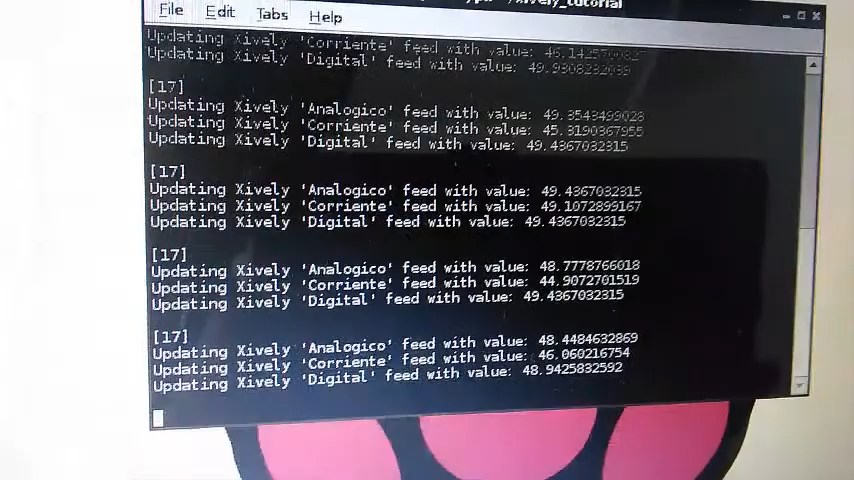 xively_tutorial
File Edit Tabs Help
Updating Xively 'Corriente' feed with value:
Updating Xively 'Digital' feed with value:
[17]
Updating Xively 'Analogico' feed with value: 49.3543499028
Updating Xively 'Corriente' feed with value: 45.3190367955
Updating Xively 'Digital' feed with value: 49.4367032315
[17]
Updating Xively 'Analogico' feed with value: 49.4367032315
Updating Xively 'Corriente' feed with value: 49.1072899167
Updating Xively 'Digital' feed with value: 49.4367032315
[17]
Updating Xively 'Analogico' feed with value: 48.7778766018
Updating Xively 'Corriente' feed with value: 44.9072701519
Updating Xively 'Digital' feed with value: 49.4367032315
[17]
Updating Xively 'Analogico' feed with value: 48.4484632869
Updating Xively 'Corriente' feed with value: 46.060216754
Updating Xively 'Digital' feed with value: 48.9425832592